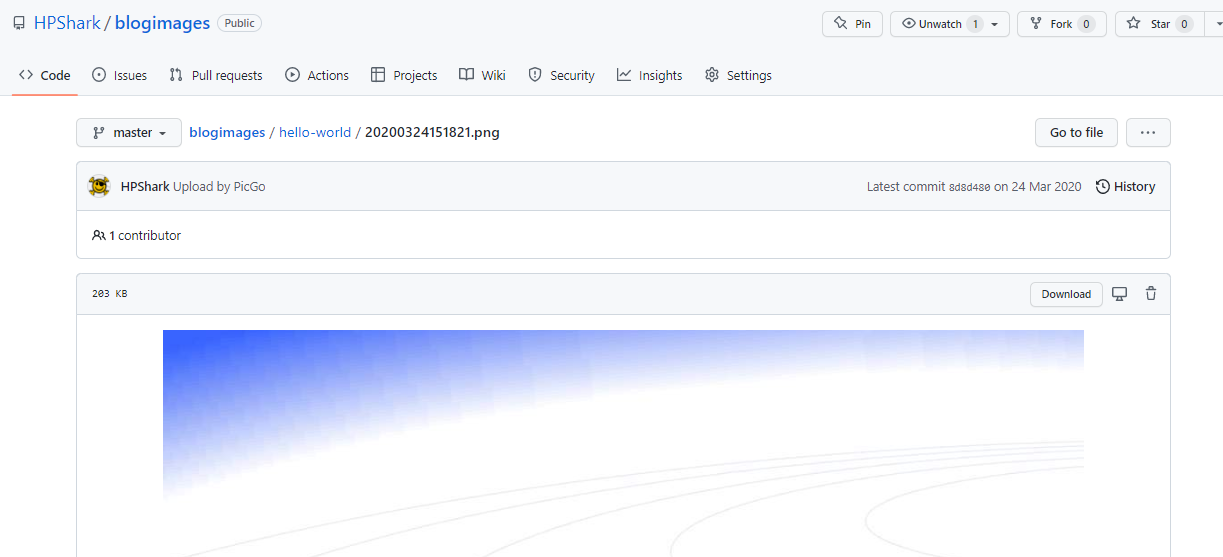 HPShark / blogimages Public Pin Unwatch 1 Fork 0 Star 0
Code Issues Pull requests Actions Projects Wiki Security Insights Settings
master blogimages / hello-world / 20200324151821.png Go to file ...
HPShark Upload by PicGo Latest commit 8d8d480 on 24 Mar 2020 History
1 contributor
203 KB Download